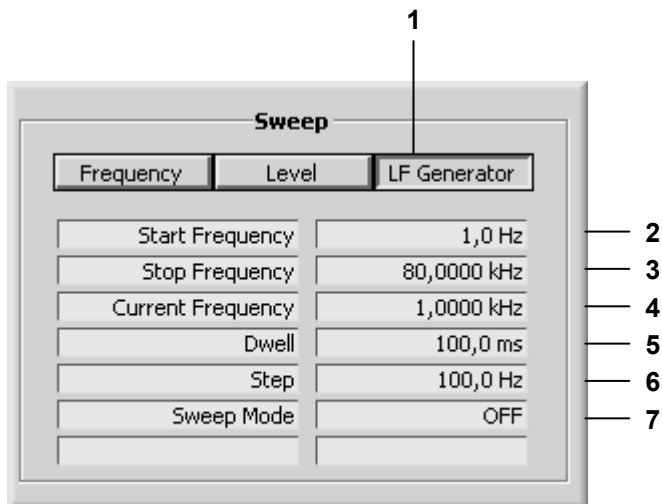 1
Sweep
Frequency Level LF Generator
Start Frequency 1,0 Hz 2
Stop Frequency 80,0000 kHz 3
Current Frequency 1,0000 kHz 4
Dwell 100,0 ms 5
Step 100,0 Hz 6
Sweep Mode OFF 7